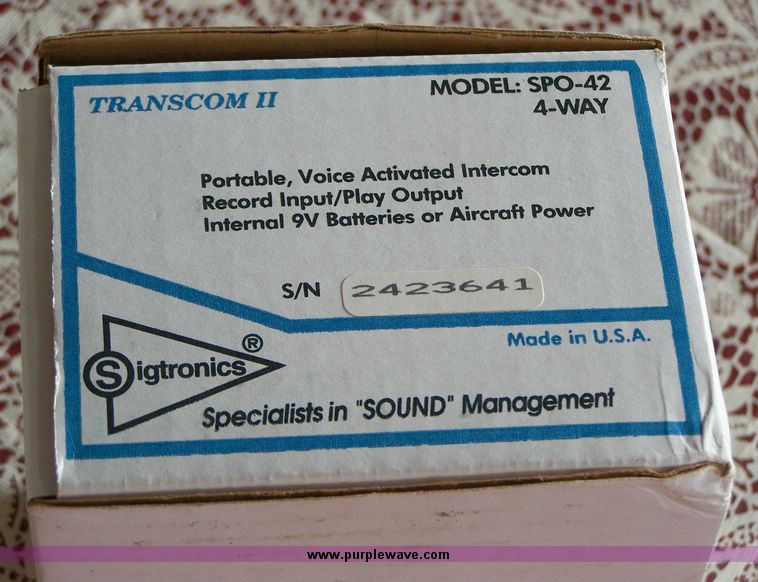 TRANSCOM II
MODEL: SPO-42
4-WAY
Portable, Voice Activated Intercom
Record Input/Play Output
Internal 9V Batteries or Aircraft Power
S/N 2423641
Made in U.S.A.
Sigtronics®
Specialists in "SOUND" Management
www.purplewave.com